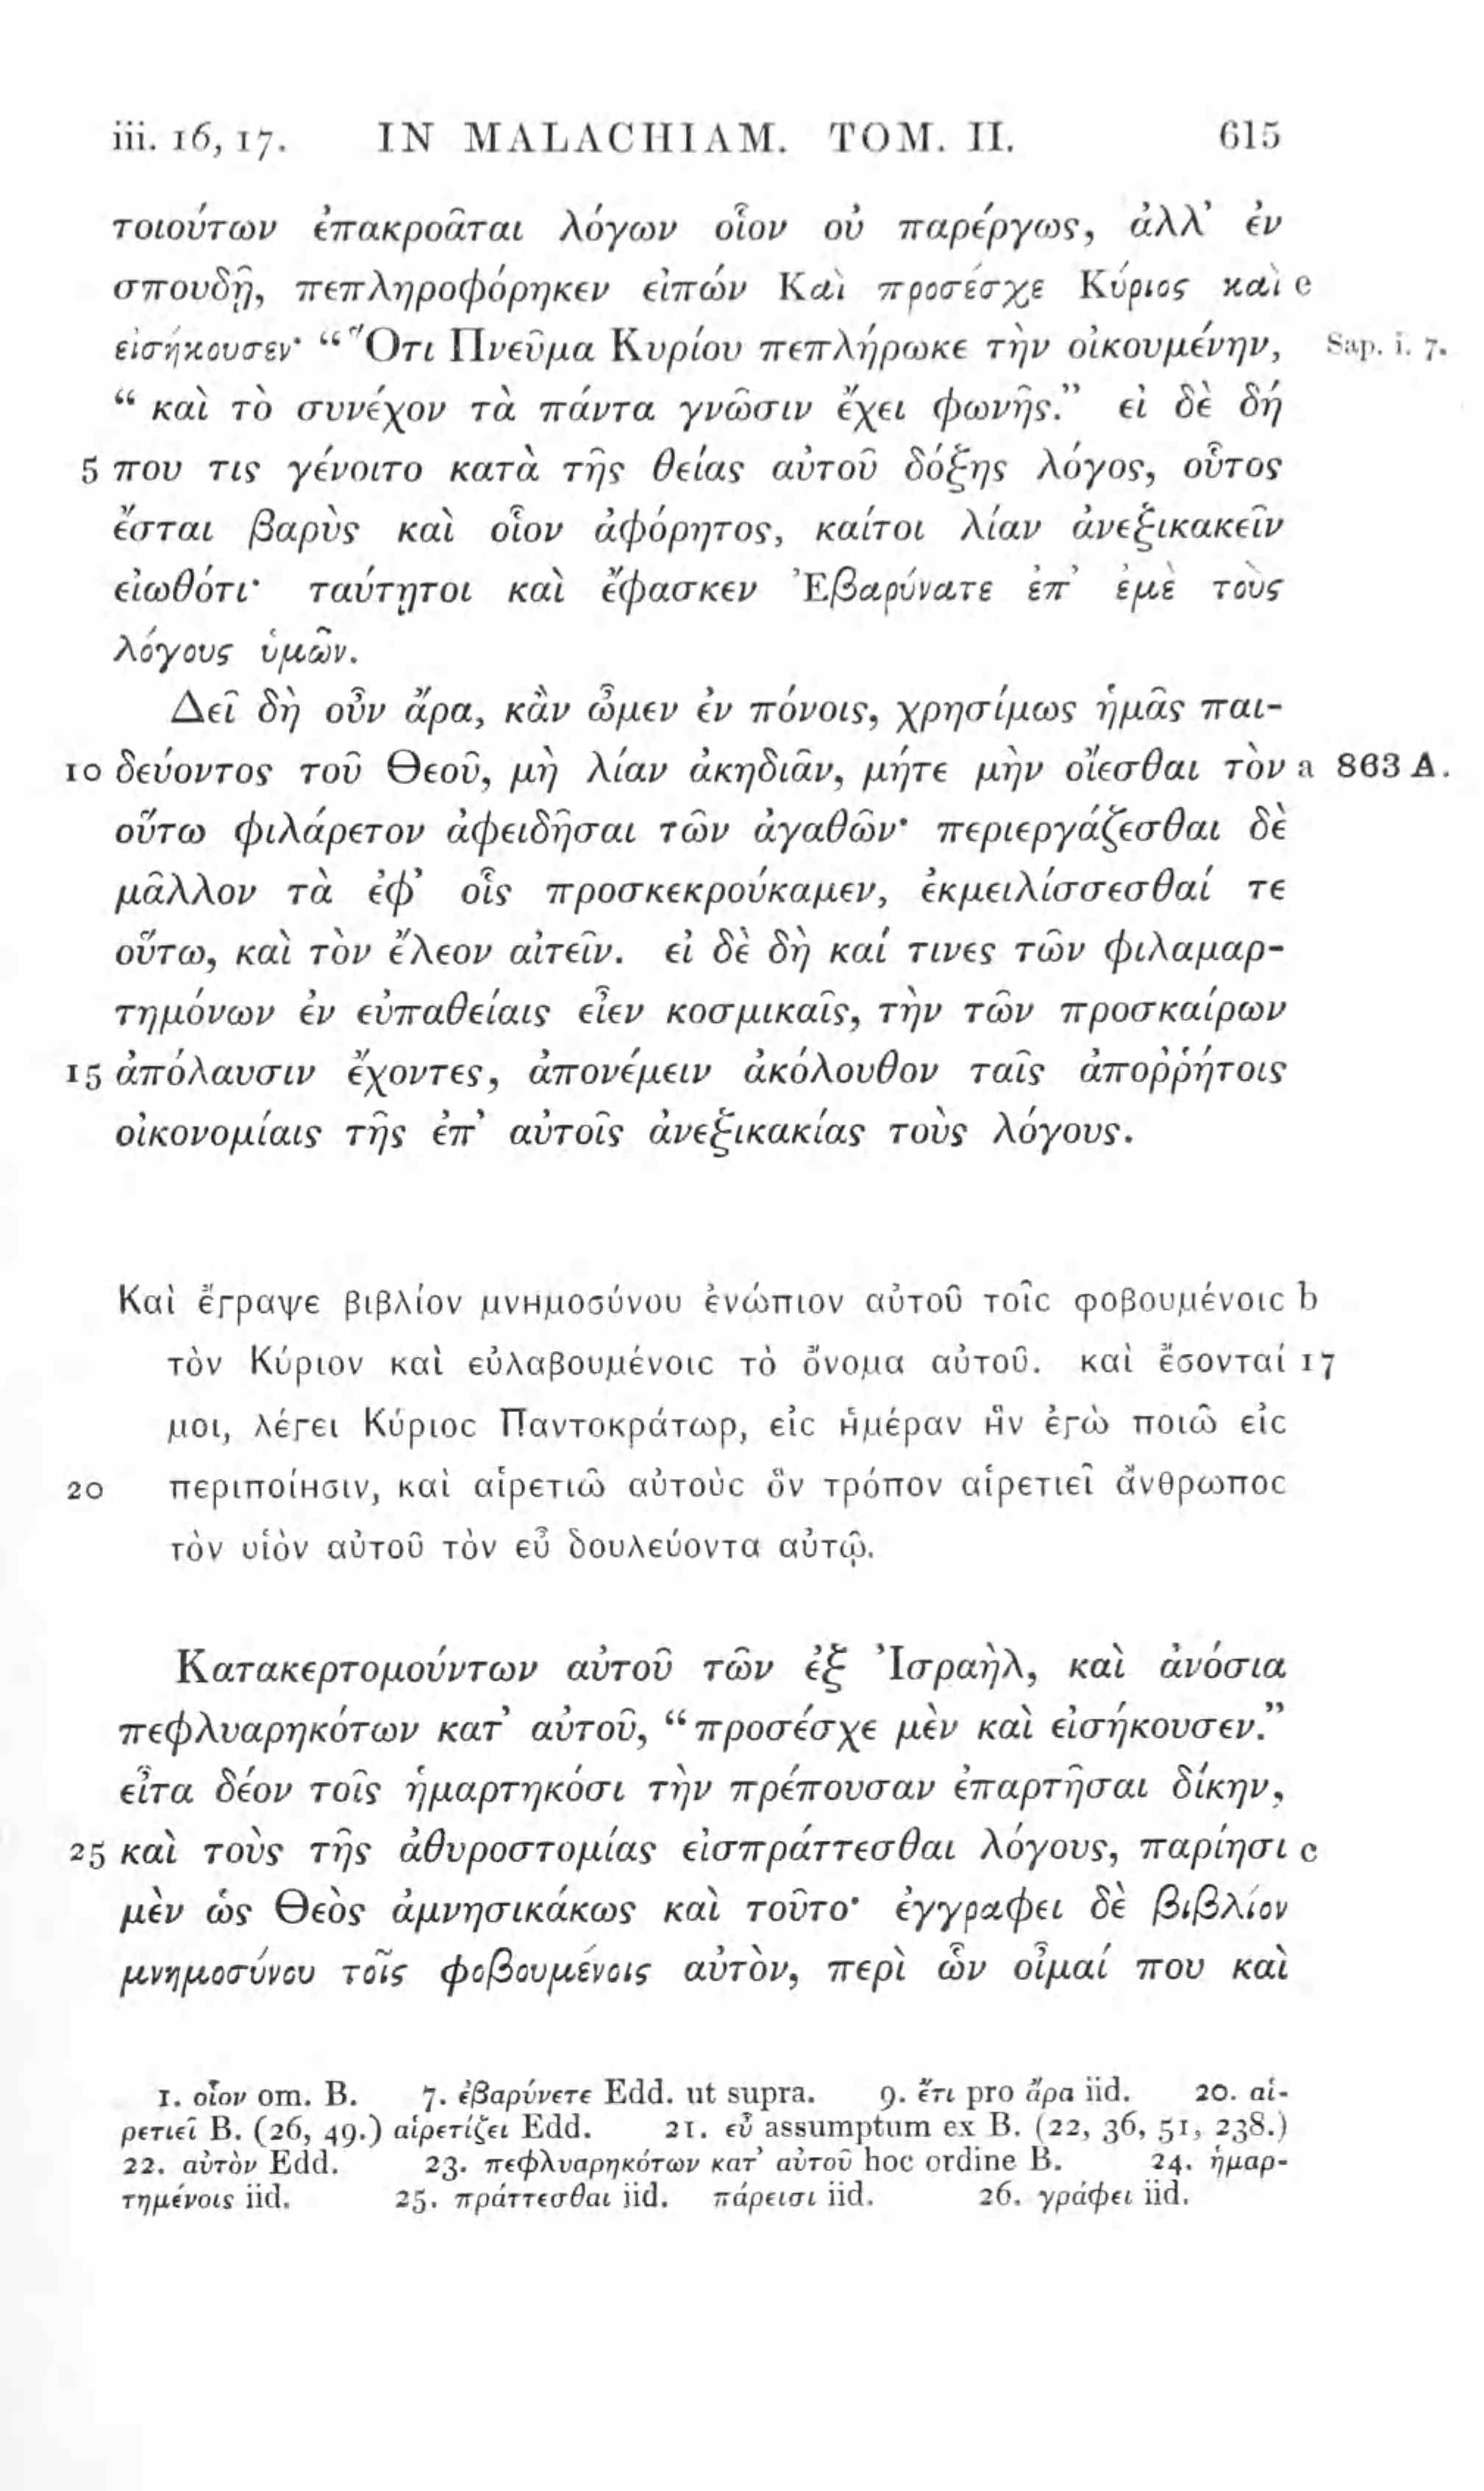 iii. 16, 17. IN MALACHIAM. TOM. II. 615
τοιούτων ἐπακροᾶται λόγων οἷον οὐ παρέργως, ἀλλ’ ἐν
σπουδῇ, πεπληροφόρηκεν εἰπών Καὶ προσέσχε Κύριος καὶ e
εἰσήκουσεν· “Ὅτι Πνεῦμα Κυρίου πεπλήρωκε τὴν οἰκουμένην, Sap. i. 7.
“ καὶ τὸ συνέχον τὰ πάντα γνῶσιν ἔχει φωνῆς.” εἰ δὲ δή
5 που τις γένοιτο κατὰ τῆς θείας αὐτοῦ δόξης λόγος, οὗτος
ἔσται βαρὺς καὶ οἷον ἀφόρητος, καίτοι λίαν ἀνεξικακεῖν
εἰωθότι· ταύτῃτοι καὶ ἔφασκεν Ἐβαρύνατε ἐπ’ ἐμὲ τοὺς
λόγους ὑμῶν.
Δεῖ δὴ οὖν ἄρα, κἂν ὦμεν ἐν πόνοις, χρησίμως ἡμᾶς παι-
10 δεύοντος τοῦ Θεοῦ, μὴ λίαν ἀκηδιᾶν, μήτε μὴν οἴεσθαι τὸν a 863 A.
οὕτω φιλάρετον ἀφειδῆσαι τῶν ἀγαθῶν· περιεργάζεσθαι δὲ
μᾶλλον τὰ ἐφ’ οἷς προσκεκρούκαμεν, ἐκμειλίσσεσθαί τε
οὕτω, καὶ τὸν ἔλεον αἰτεῖν. εἰ δὲ δὴ καί τινες τῶν φιλαμαρ-
τημόνων ἐν εὐπαθείαις εἶεν κοσμικαῖς, τὴν τῶν προσκαίρων
15 ἀπόλαυσιν ἔχοντες, ἀπονέμειν ἀκόλουθον ταῖς ἀποῤῥήτοις
οἰκονομίαις τῆς ἐπ’ αὐτοῖς ἀνεξικακίας τοὺς λόγους.
Καὶ ἔγραψε βιβλίον μνημοσύνου ἐνώπιον αὐτοῦ τοῖς φοβουμένοις b
τὸν Κύριον καὶ εὐλαβουμένοις τὸ ὄνομα αὐτοῦ. καὶ ἔσονταί 17
μοι, λέγει Κύριος Παντοκράτωρ, εἰς ἡμέραν ἣν ἐγὼ ποιῶ εἰς
20 περιποίησιν, καὶ αἱρετιῶ αὐτοὺς ὃν τρόπον αἱρετιεῖ ἄνθρωπος
τὸν υἱὸν αὐτοῦ τὸν εὖ δουλεύοντα αὐτῷ.
Κατακερτομούντων αὐτοῦ τῶν ἐξ Ἰσραὴλ, καὶ ἀνόσια
πεφλυαρηκότων κατ’ αὐτοῦ, “προσέσχε μὲν καὶ εἰσήκουσεν.”
εἶτα δέον τοῖς ἡμαρτηκόσι τὴν πρέπουσαν ἐπαρτῆσαι δίκην,
25 καὶ τοὺς τῆς ἀθυροστομίας εἰσπράττεσθαι λόγους, παρίησι c
μὲν ὡς Θεὸς ἀμνησικάκως καὶ τοῦτο· ἐγγραφει δὲ βιβλίον
μνημοσύνου τοῖς φοβουμένοις αὐτὸν, περὶ ὧν οἶμαί που καὶ
1. οἷον om. B. 7. ἐβαρύνετε Edd. ut supra. 9. ἔτι pro ἄρα iid. 20. αἱ-
ρετιεῖ B. (26, 49.) αἱρετίζει Edd. 21. εὖ assumptum ex B. (22, 36, 51, 238.)
22. αὐτὸν Edd. 23. πεφλυαρηκότων κατ’ αὐτοῦ hoc ordine B. 24. ἡμαρ-
τημένοις iid. 25. πράττεσθαι iid. πάρεισι iid. 26. γράφει iid.